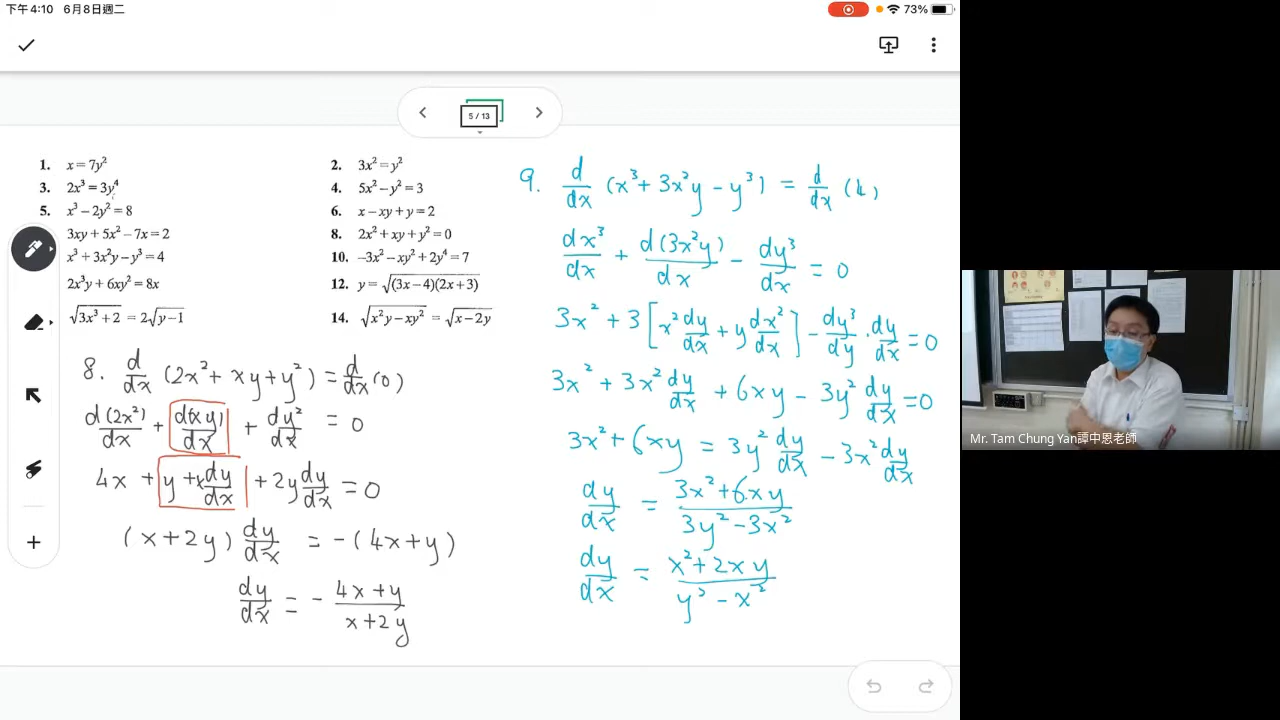 下午4:10 6月8日週二
73%
5 / 13
1. x = 7y²
2. 3x² = y²
3. 2x³ = 3y⁴
4. 5x² − y² = 3
5. x³ − 2y² = 8
6. x − xy + y = 2
3xy + 5x² − 7x = 2
8. 2x² + xy + y² = 0
x³ + 3x²y − y³ = 4
10. −3x² − xy² + 2y⁴ = 7
2x³y + 6xy² = 8x
12. y = √((3x − 4)(2x + 3))
√(3x³ + 2) = 2√(y − 1)
14. √(x²y − xy²) = √(x − 2y)
8. d/dx (2x² + xy + y²) = d/dx (0)
d(2x²)/dx + d(xy)/dx + dy²/dx = 0
4x + y + x dy/dx + 2y dy/dx = 0
(x + 2y) dy/dx = −(4x + y)
dy/dx = − (4x + y)/(x + 2y)
9. d/dx (x³ + 3x²y − y³) = d/dx (4)
dx³/dx + d(3x²y)/dx − dy³/dx = 0
3x² + 3[x² dy/dx + y dx²/dx] − dy³/dy · dy/dx = 0
3x² + 3x² dy/dx + 6xy − 3y² dy/dx = 0
3x² + 6xy = 3y² dy/dx − 3x² dy/dx
dy/dx = (3x² + 6xy)/(3y² − 3x²)
dy/dx = (x² + 2xy)/(y² − x²)
Mr. Tam Chung Yan譚中恩老師